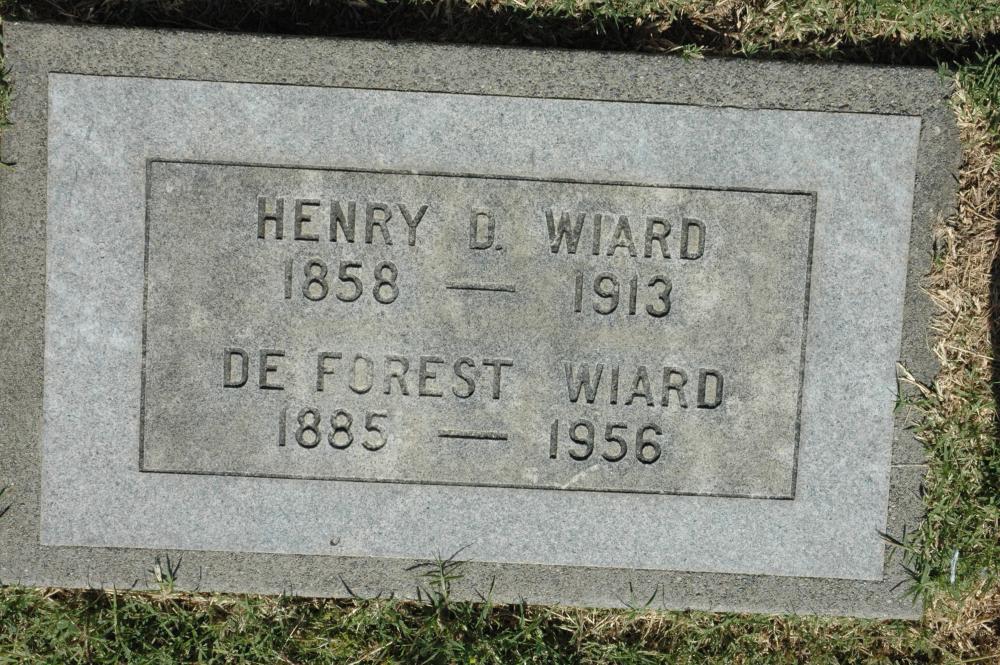 HENRY D. WIARD
1858 — 1913
DE FOREST WIARD
1885 — 1956